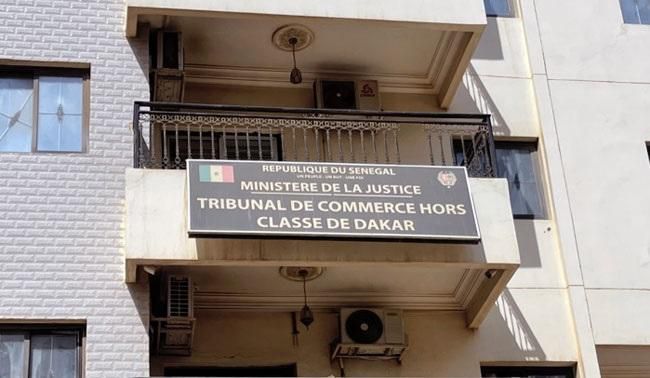 REPUBLIQUE DU SENEGAL
UN PEUPLE - UN BUT - UNE FOI
MINISTERE DE LA JUSTICE
TRIBUNAL DE COMMERCE HORS
CLASSE DE DAKAR